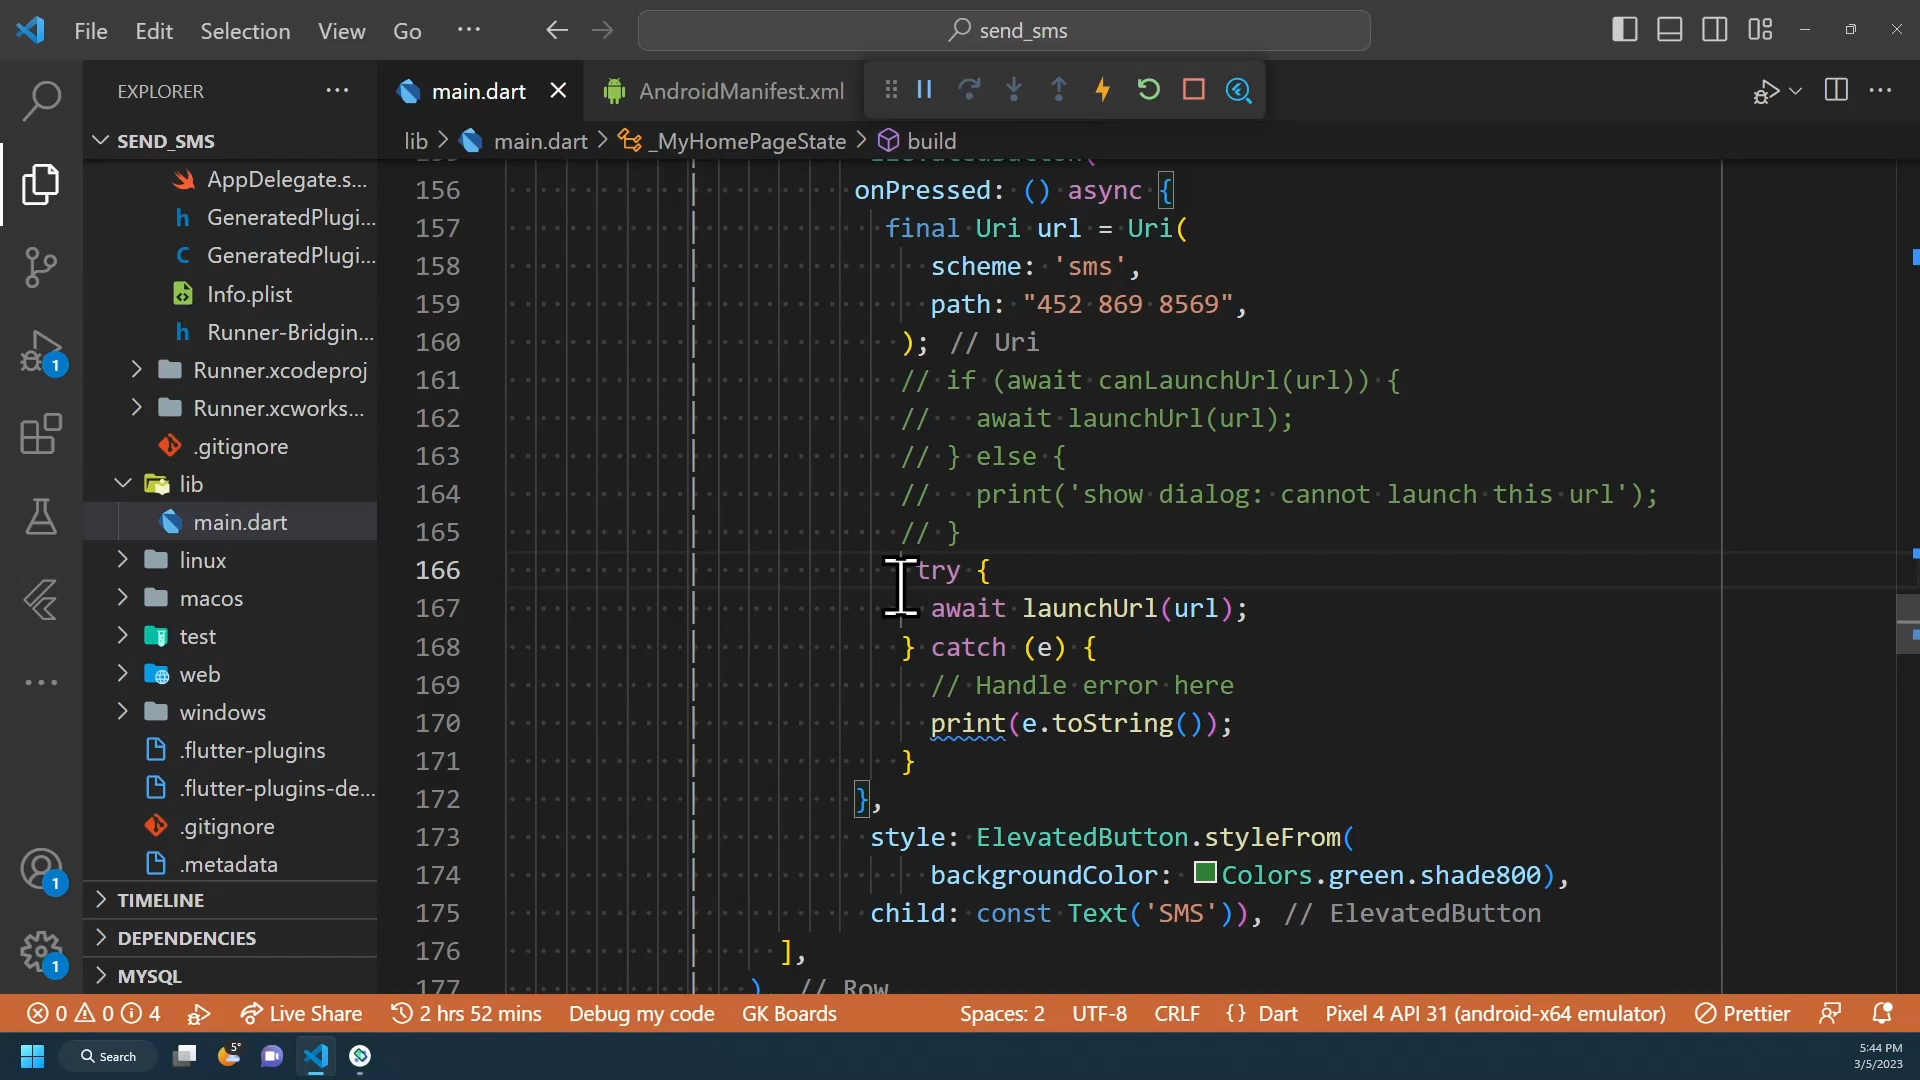 File Edit Selection View Go ···
send_sms
EXPLORER ···
main.dart
AndroidManifest.xml
SEND_SMS
lib > main.dart > _MyHomePageState > build
AppDelegate.s...
GeneratedPlugi...
GeneratedPlugi...
Info.plist
Runner-Bridgin...
Runner.xcodeproj
Runner.xcworks...
.gitignore
lib
main.dart
linux
macos
test
web
windows
.flutter-plugins
.flutter-plugins-de...
.gitignore
.metadata
TIMELINE
DEPENDENCIES
MYSQL
1
1
1
156 onPressed: () async {
157 final Uri url = Uri(
158 scheme: 'sms',
159 path: "452 869 8569",
160 ); // Uri
161 // if (await canLaunchUrl(url)) {
162 //   await launchUrl(url);
163 // } else {
164 //   print('show dialog: cannot launch this url');
165 // }
166 try {
167 await launchUrl(url);
168 } catch (e) {
169 // Handle error here
170 print(e.toString());
171 }
172 },
173 style: ElevatedButton.styleFrom(
174 backgroundColor: Colors.green.shade800),
175 child: const Text('SMS')), // ElevatedButton
176 ],
177 ), // Row
0 0 4 Live Share 2 hrs 52 mins Debug my code GK Boards Spaces: 2 UTF-8 CRLF {} Dart Pixel 4 API 31 (android-x64 emulator) Prettier
Search
5°
5:44 PM
3/5/2023